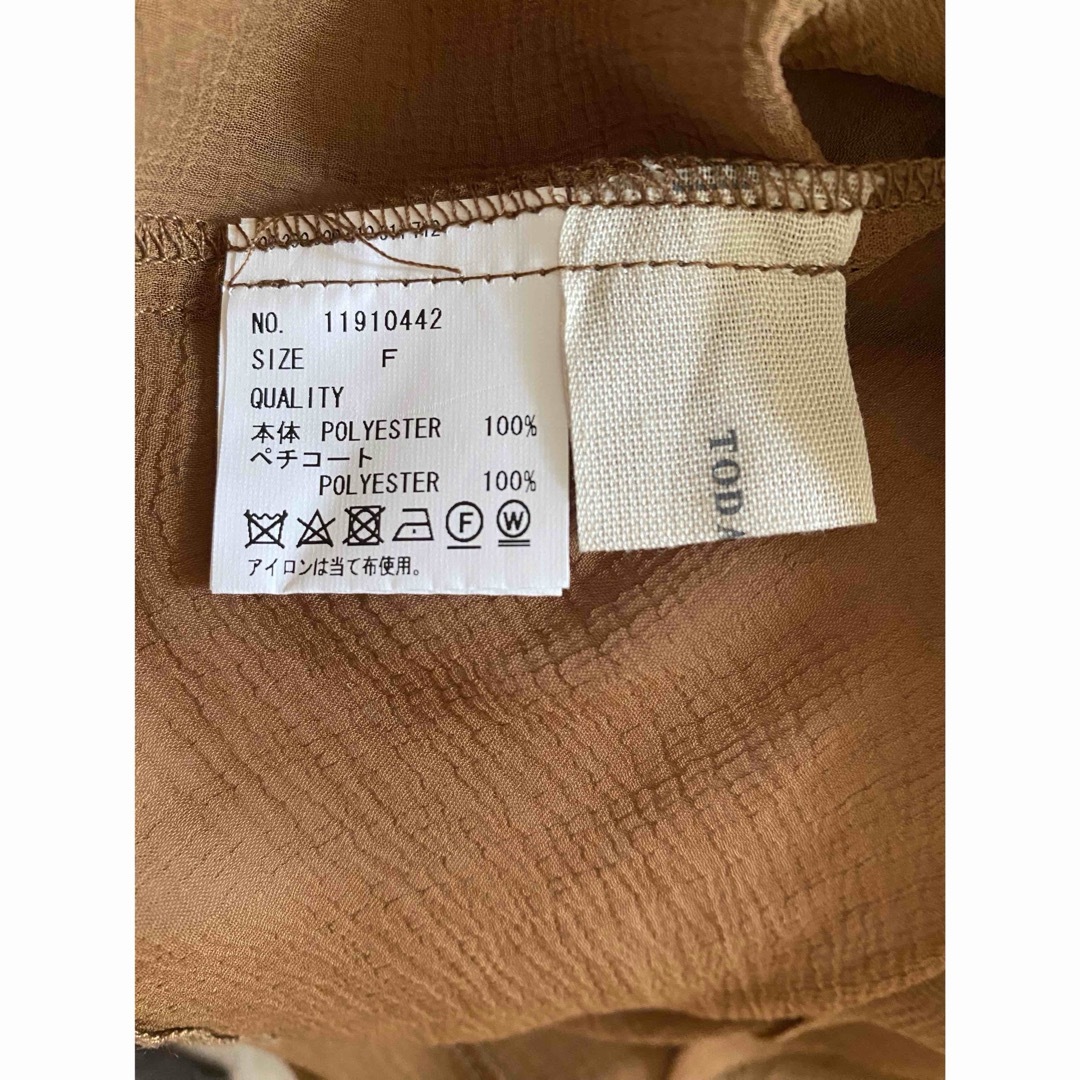 NO. 11910442
SIZE F
QUALITY
本体 POLYESTER 100%
ペチコート
POLYESTER 100%
F W
アイロンは当て布使用。
TODA